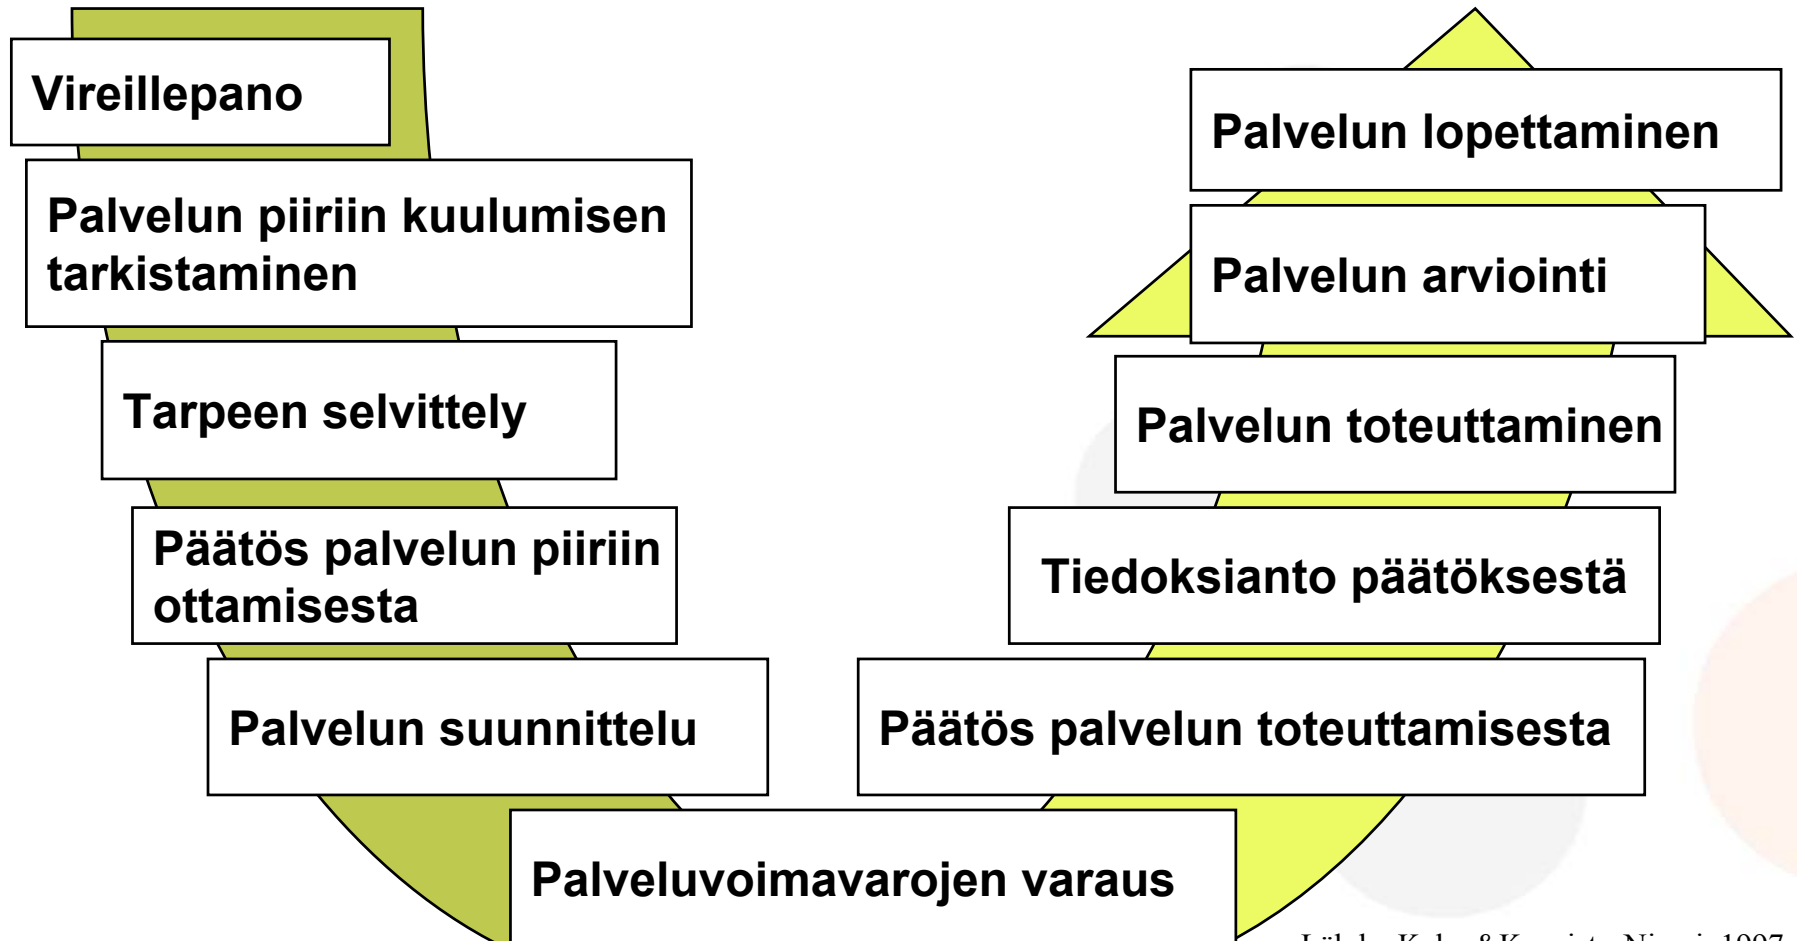 Vireillepano
Palvelun piiriin kuulumisen
tarkistaminen
Tarpeen selvittely
Päätös palvelun piiriin
ottamisesta
Palvelun suunnittelu
Palveluvoimavarojen varaus
Päätös palvelun toteuttamisesta
Tiedoksianto päätöksestä
Palvelun toteuttaminen
Palvelun arviointi
Palvelun lopettaminen